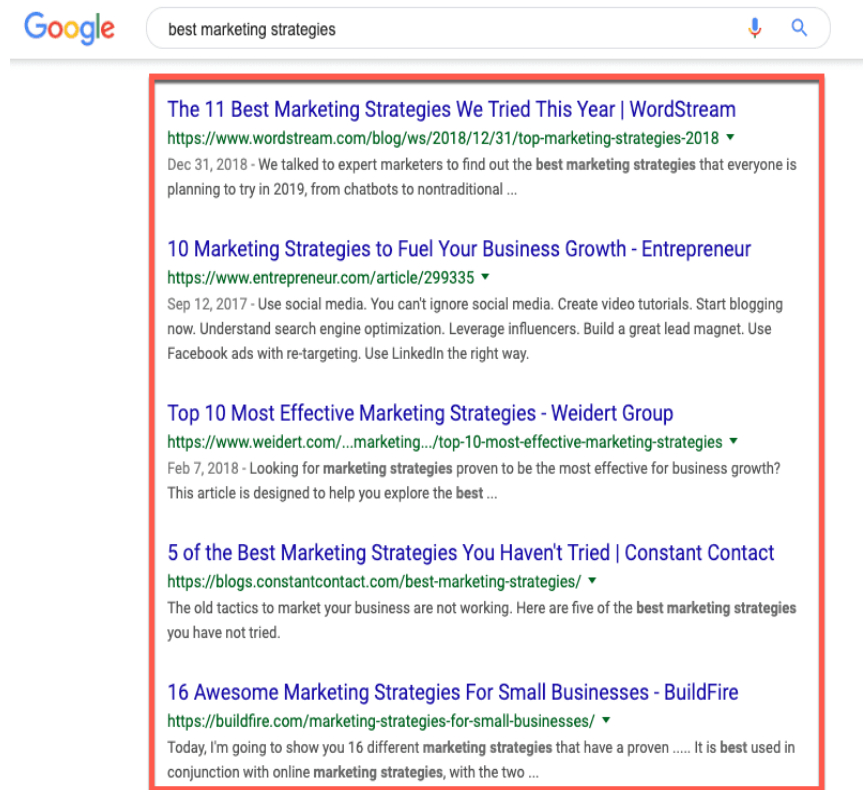 Google
best marketing strategies
The 11 Best Marketing Strategies We Tried This Year | WordStream
https://www.wordstream.com/blog/ws/2018/12/31/top-marketing-strategies-2018
Dec 31, 2018 - We talked to expert marketers to find out the best marketing strategies that everyone is
planning to try in 2019, from chatbots to nontraditional ...
10 Marketing Strategies to Fuel Your Business Growth - Entrepreneur
https://www.entrepreneur.com/article/299335
Sep 12, 2017 - Use social media. You can't ignore social media. Create video tutorials. Start blogging
now. Understand search engine optimization. Leverage influencers. Build a great lead magnet. Use
Facebook ads with re-targeting. Use LinkedIn the right way.
Top 10 Most Effective Marketing Strategies - Weidert Group
https://www.weidert.com/...marketing.../top-10-most-effective-marketing-strategies
Feb 7, 2018 - Looking for marketing strategies proven to be the most effective for business growth?
This article is designed to help you explore the best ...
5 of the Best Marketing Strategies You Haven't Tried | Constant Contact
https://blogs.constantcontact.com/best-marketing-strategies/
The old tactics to market your business are not working. Here are five of the best marketing strategies
you have not tried.
16 Awesome Marketing Strategies For Small Businesses - BuildFire
https://buildfire.com/marketing-strategies-for-small-businesses/
Today, I'm going to show you 16 different marketing strategies that have a proven ..... It is best used in
conjunction with online marketing strategies, with the two ...